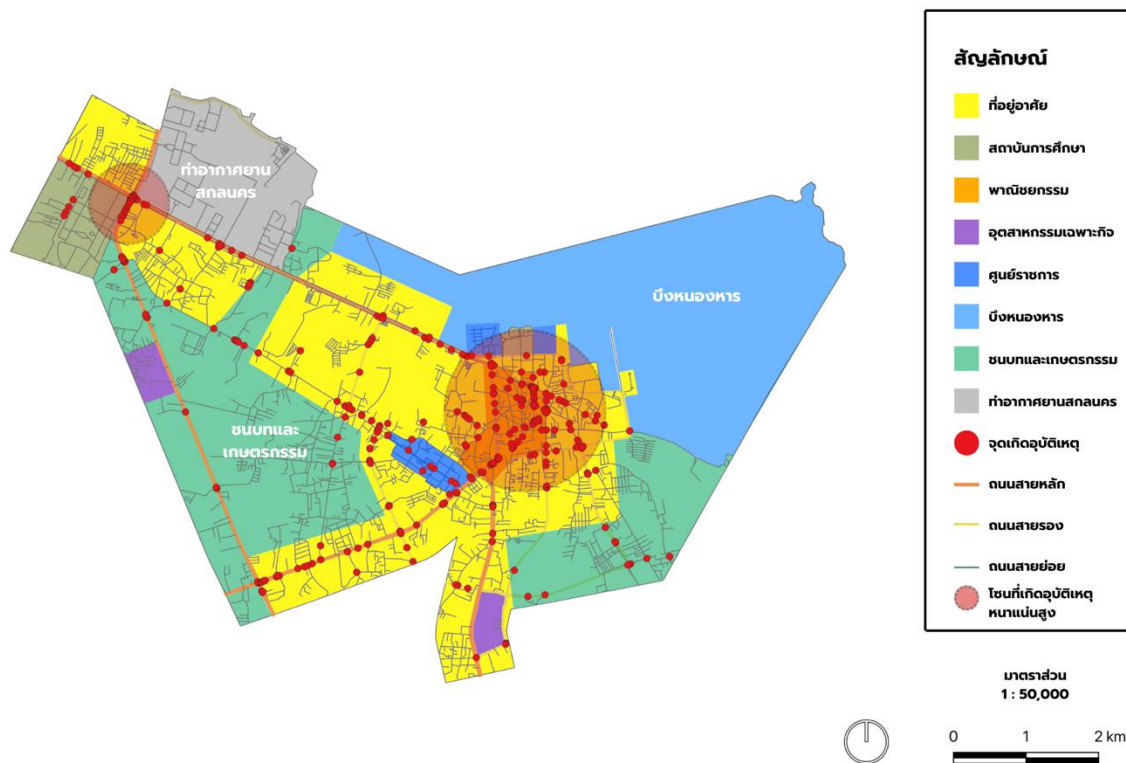 ท่าอากาศยาน
สกลนคร
บึงหนองหาร
ชนบทและ
เกษตรกรรม
สัญลักษณ์
ที่อยู่อาศัย
สถาบันการศึกษา
พาณิชยกรรม
อุตสาหกรรมเฉพาะกิจ
ศูนย์ราชการ
บึงหนองหาร
ชนบทและเกษตรกรรม
ท่าอากาศยานสกลนคร
จุดเกิดอุบัติเหตุ
ถนนสายหลัก
ถนนสายรอง
ถนนสายย่อย
โซนที่เกิดอุบัติเหตุ
หนาแน่นสูง
มาตราส่วน
1 : 50,000
0 1 2 km